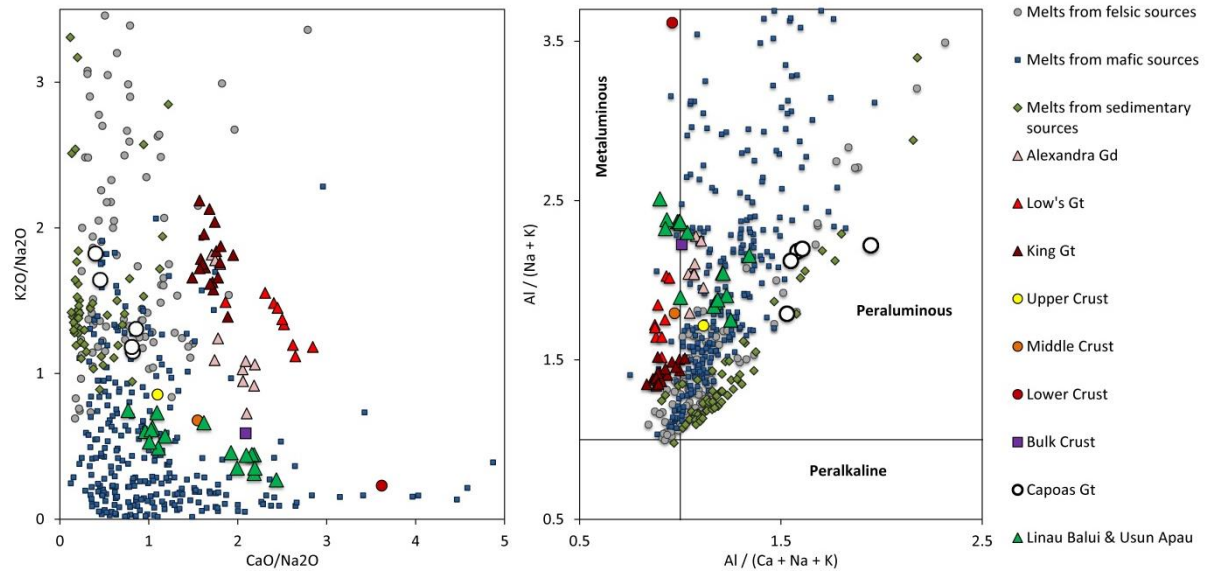 3
2
1
0
K2O/Na2O
0
1
2
3
4
5
CaO/Na2O
3.5
2.5
1.5
0.5
Al / (Na + K)
Metaluminous
Peraluminous
Peralkaline
0.5
1.5
2.5
Al / (Ca + Na + K)
Melts from felsic sources
Melts from mafic sources
Melts from sedimentary
sources
Alexandra Gd
Low's Gt
King Gt
Upper Crust
Middle Crust
Lower Crust
Bulk Crust
Capoas Gt
Linau Balui & Usun Apau